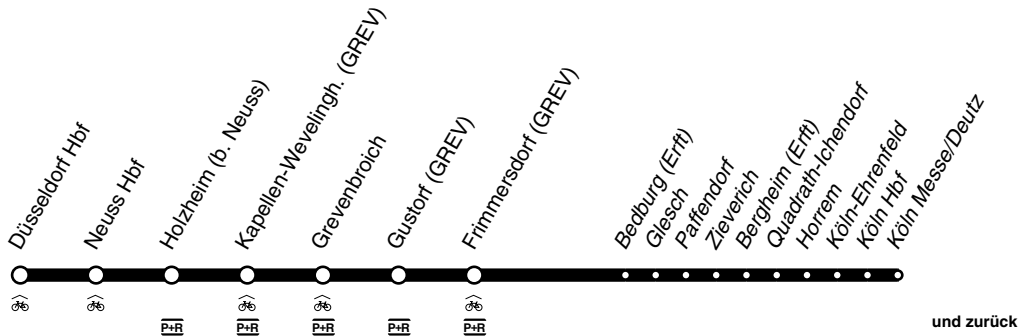 Düsseldorf Hbf
Neuss Hbf
Holzheim (b. Neuss)
Kapellen-Wevelingh. (GREV)
Grevenbroich
Gustorf (GREV)
Frimmersdorf (GREV)
Bedburg (Erft)
Glesch
Paffendorf
Zieverich
Bergheim (Erft)
Quadrath-Ichendorf
Horrem
Köln-Ehrenfeld
Köln Hbf
Köln Messe/Deutz
P+R P+R P+R P+R P+R
und zurück